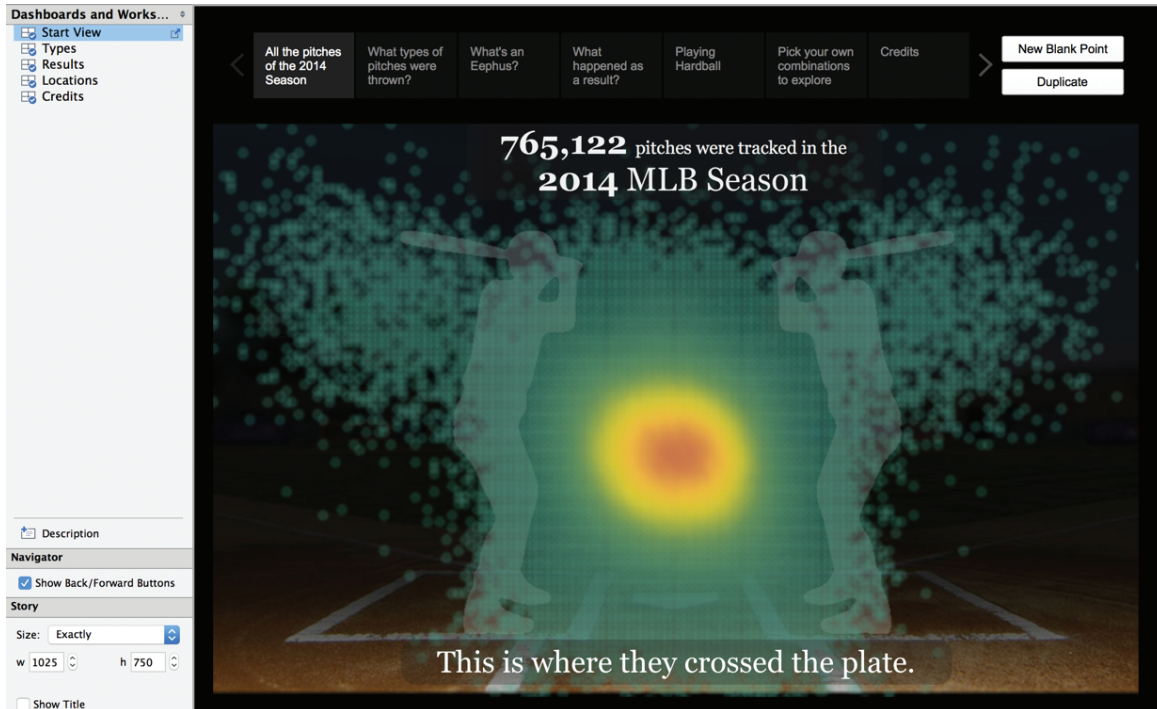 Dashboards and Works...
Start View
Types
Results
Locations
Credits
All the pitches
of the 2014
Season
What types of
pitches were
thrown?
What's an
Eephus?
What
happened as
a result?
Playing
Hardball
Pick your own
combinations
to explore
Credits
New Blank Point
Duplicate
765,122 pitches were tracked in the
2014 MLB Season
This is where they crossed the plate.
Description
Navigator
Show Back/Forward Buttons
Story
Size: Exactly
w 1025 h 750
Show Title